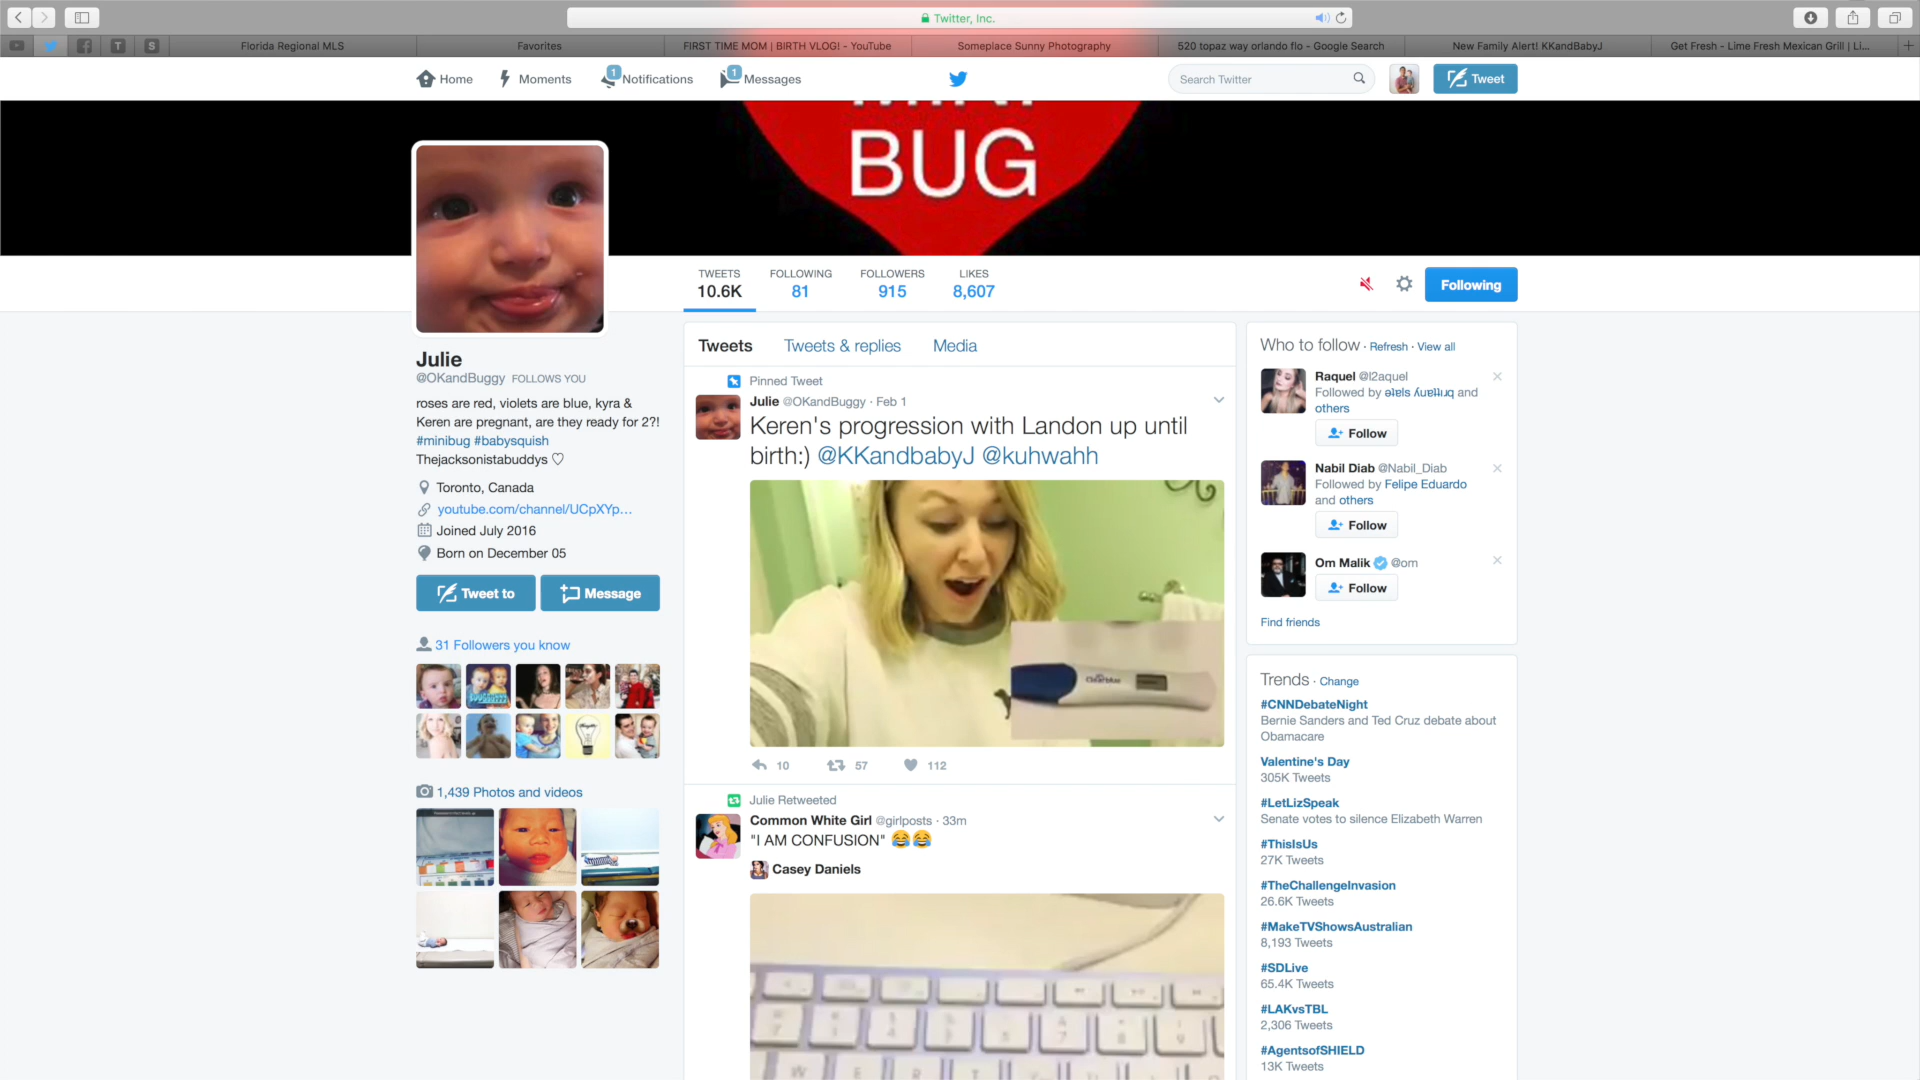 Twitter, Inc.
T
S
Florida Regional MLS
Favorites
FIRST TIME MOM | BIRTH VLOG! - YouTube
Someplace Sunny Photography
520 topaz way orlando flo - Google Search
New Family Alert! KKandBabyJ
Get Fresh - Lime Fresh Mexican Grill | Li...
Home
Moments
1
Notifications
1
Messages
Search Twitter
Tweet
BUG
TWEETS
10.6K
FOLLOWING
81
FOLLOWERS
915
LIKES
8,607
Following
Julie
@OKandBuggy FOLLOWS YOU
roses are red, violets are blue, kyra &
Keren are pregnant, are they ready for 2?!
#minibug #babysquish
Thejacksonistabuddys ♡
Toronto, Canada
youtube.com/channel/UCpXYp...
Joined July 2016
Born on December 05
Tweet to
Message
31 Followers you know
1,439 Photos and videos
Tweets
Tweets & replies
Media
Pinned Tweet
Julie @OKandBuggy · Feb 1
Keren's progression with Landon up until
birth:) @KKandbabyJ @kuhwahh
Clearblue
10
57
112
Julie Retweeted
Common White Girl @girlposts · 33m
"I AM CONFUSION" 😂😂
Casey Daniels
W E R T Y U
Who to follow · Refresh · View all
Raquel @l2aquel
Followed by ǝlɐls ʎuɐʇʇıɹq and
others
Follow
Nabil Diab @Nabil_Diab
Followed by Felipe Eduardo
and others
Follow
Om Malik @om
Follow
Find friends
Trends · Change
#CNNDebateNight
Bernie Sanders and Ted Cruz debate about
Obamacare
Valentine's Day
305K Tweets
#LetLizSpeak
Senate votes to silence Elizabeth Warren
#ThisIsUs
27K Tweets
#TheChallengeInvasion
26.6K Tweets
#MakeTVShowsAustralian
8,193 Tweets
#SDLive
65.4K Tweets
#LAKvsTBL
2,306 Tweets
#AgentsofSHIELD
13K Tweets